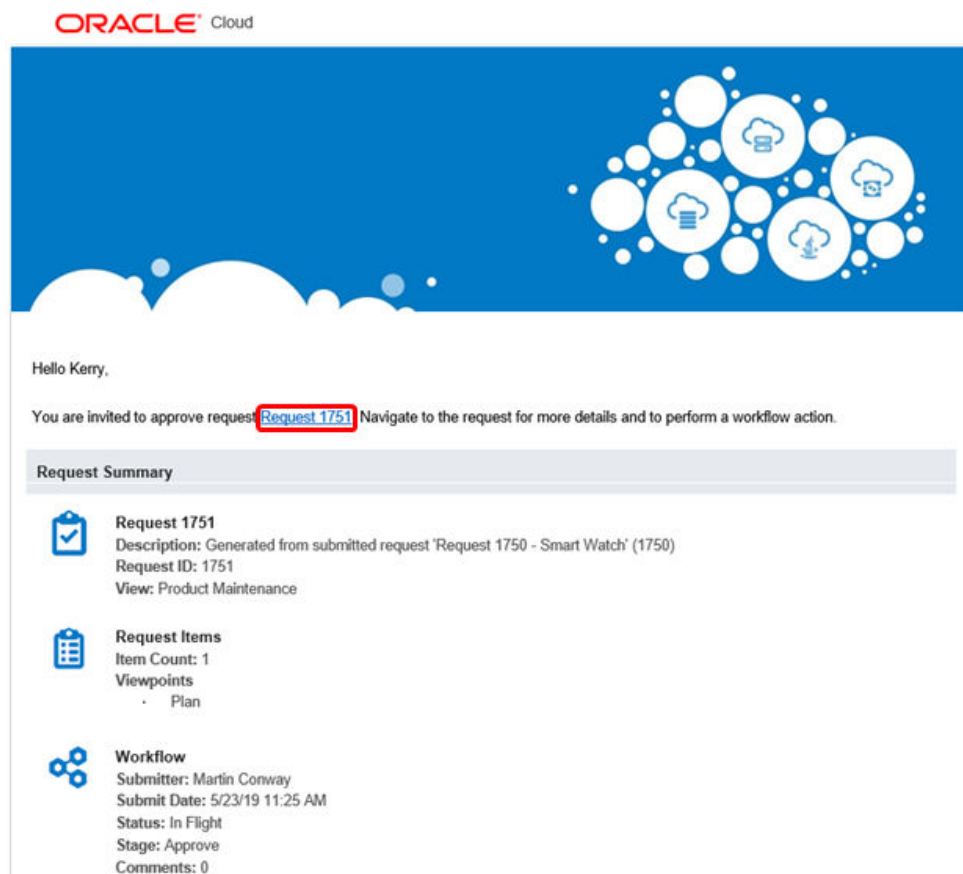 ORACLE® Cloud
Hello Kerry,
You are invited to approve request Request 1751. Navigate to the request for more details and to perform a workflow action.
Request Summary
Request 1751
Description: Generated from submitted request 'Request 1750 - Smart Watch' (1750)
Request ID: 1751
View: Product Maintenance
Request Items
Item Count: 1
Viewpoints
· Plan
Workflow
Submitter: Martin Conway
Submit Date: 5/23/19 11:25 AM
Status: In Flight
Stage: Approve
Comments: 0